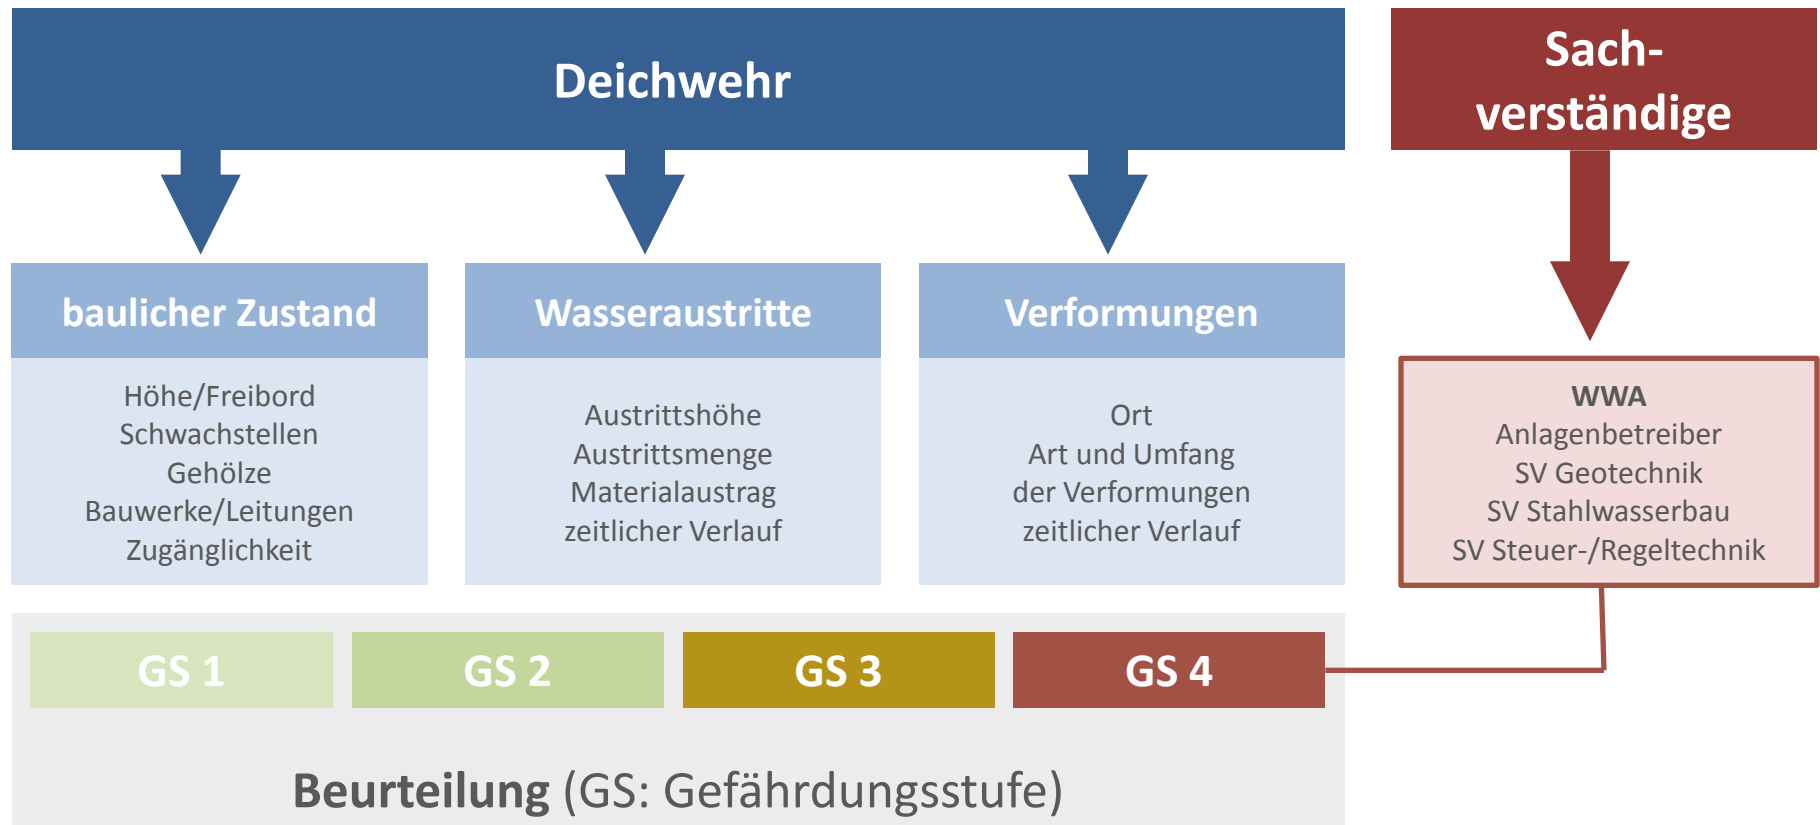 Deichwehr
Sach-
verständige
baulicher Zustand
Höhe/Freibord
Schwachstellen
Gehölze
Bauwerke/Leitungen
Zugänglichkeit
Wasseraustritte
Austrittshöhe
Austrittsmenge
Materialaustrag
zeitlicher Verlauf
Verformungen
Ort
Art und Umfang
der Verformungen
zeitlicher Verlauf
WWA
Anlagenbetreiber
SV Geotechnik
SV Stahlwasserbau
SV Steuer-/Regeltechnik
GS 1
GS 2
GS 3
GS 4
Beurteilung (GS: Gefährdungsstufe)